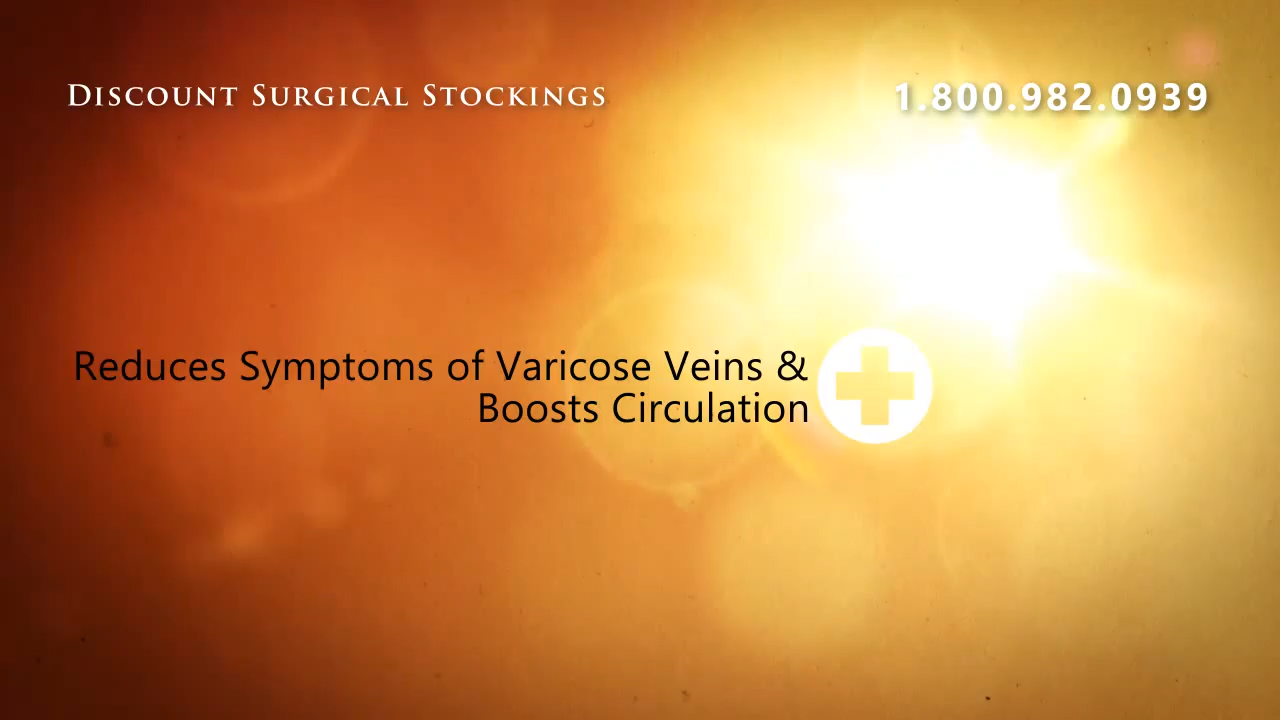 Discount Surgical Stockings
1.800.982.0939
Reduces Symptoms of Varicose Veins &
Boosts Circulation